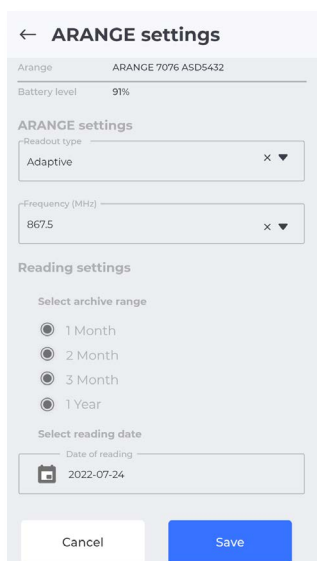 ← ARANGE settings
Arange ARANGE 7076 ASD5432
Battery level 91%
ARANGE settings
Readout type
Adaptive × ▼
Frequency (MHz)
867.5 × ▼
Reading settings
Select archive range
1 Month
2 Month
3 Month
1 Year
Select reading date
Date of reading
2022-07-24
Cancel Save